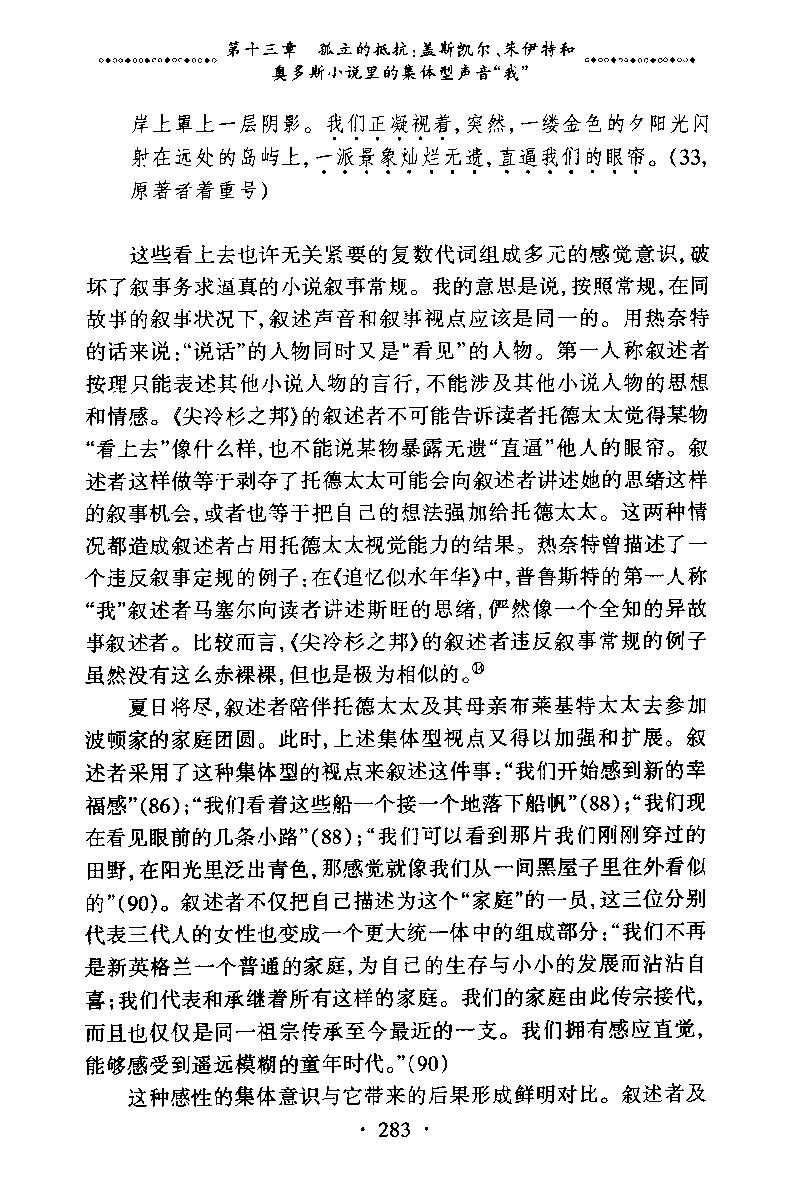 第十三章　孤立的抵抗:盖斯凯尔、朱伊特和
奥多斯小说里的集体型声音“我”
岸上罩上一层阴影。我们正凝视着,突然,一缕金色的夕阳光闪
射在远处的岛屿上,一派景象灿烂无遗,直逼我们的眼帘。(33,
原著者着重号)
这些看上去也许无关紧要的复数代词组成多元的感觉意识,破
坏了叙事务求逼真的小说叙事常规。我的意思是说,按照常规,在同
故事的叙事状况下,叙述声音和叙事视点应该是同一的。用热奈特
的话来说:“说话”的人物同时又是“看见”的人物。第一人称叙述者
按理只能表述其他小说人物的言行,不能涉及其他小说人物的思想
和情感。《尖冷杉之邦》的叙述者不可能告诉读者托德太太觉得某物
“看上去”像什么样,也不能说某物暴露无遗“直逼”他人的眼帘。叙
述者这样做等于剥夺了托德太太可能会向叙述者讲述她的思绪这样
的叙事机会,或者也等于把自己的想法强加给托德太太。这两种情
况都造成叙述者占用托德太太视觉能力的结果。热奈特曾描述了一
个违反叙事定规的例子:在《追忆似水年华》中,普鲁斯特的第一人称
“我”叙述者马塞尔向读者讲述斯旺的思绪,俨然像一个全知的异故
事叙述者。比较而言,《尖冷杉之邦》的叙述者违反叙事常规的例子
虽然没有这么赤裸裸,但也是极为相似的。⑭
夏日将尽,叙述者陪伴托德太太及其母亲布莱基特太太去参加
波顿家的家庭团圆。此时,上述集体型视点又得以加强和扩展。叙
述者采用了这种集体型的视点来叙述这件事:“我们开始感到新的幸
福感”(86);“我们看着这些船一个接一个地落下船帆”(88);“我们现
在看见眼前的几条小路”(88);“我们可以看到那片我们刚刚穿过的
田野,在阳光里泛出青色,那感觉就像我们从一间黑屋子里往外看似
的”(90)。叙述者不仅把自己描述为这个“家庭”的一员,这三位分别
代表三代人的女性也变成一个更大统一体中的组成部分:“我们不再
是新英格兰一个普通的家庭,为自己的生存与小小的发展而沾沾自
喜;我们代表和承继着所有这样的家庭。我们的家庭由此传宗接代,
而且也仅仅是同一祖宗传承至今最近的一支。我们拥有感应直觉,
能够感受到遥远模糊的童年时代。”(90)
这种感性的集体意识与它带来的后果形成鲜明对比。叙述者及
· 283 ·